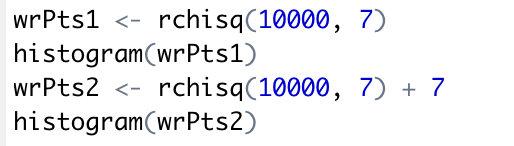 wrPts1 <- rchisq(10000, 7)
histogram(wrPts1)
wrPts2 <- rchisq(10000, 7) + 7
histogram(wrPts2)